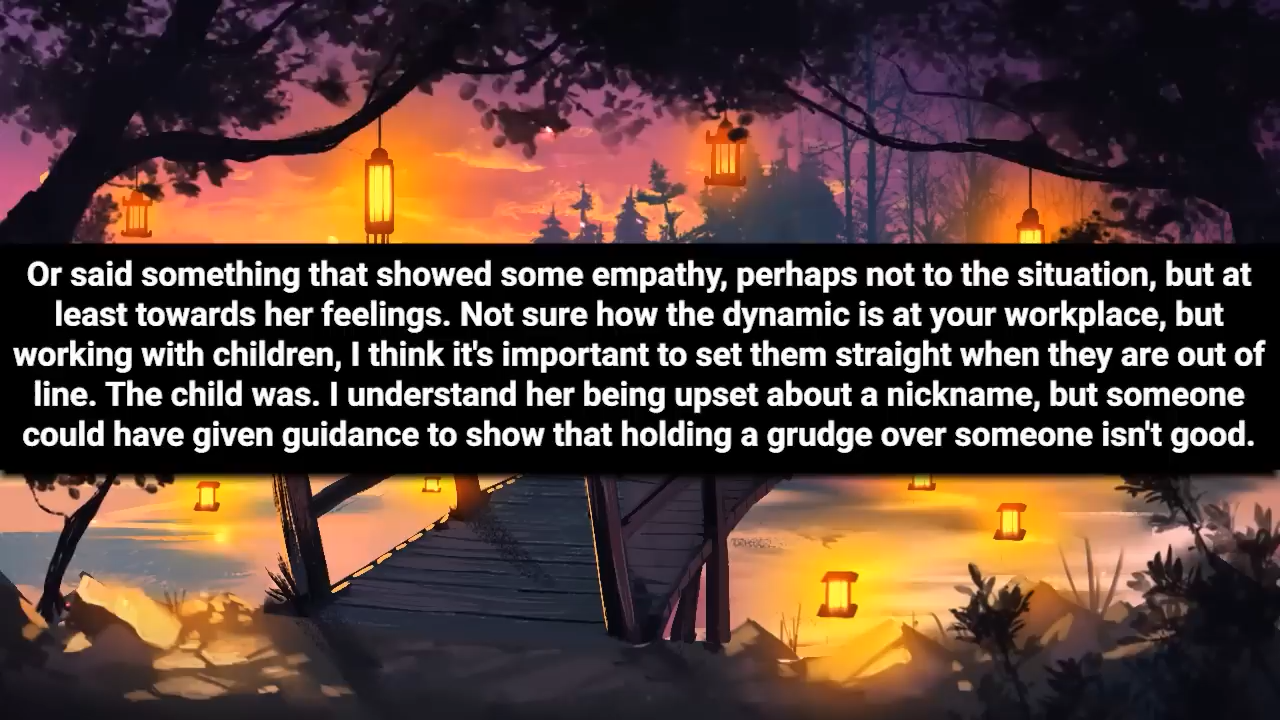 Or said something that showed some empathy, perhaps not to the situation, but at
least towards her feelings. Not sure how the dynamic is at your workplace, but
working with children, I think it's important to set them straight when they are out of
line. The child was. I understand her being upset about a nickname, but someone
could have given guidance to show that holding a grudge over someone isn't good.